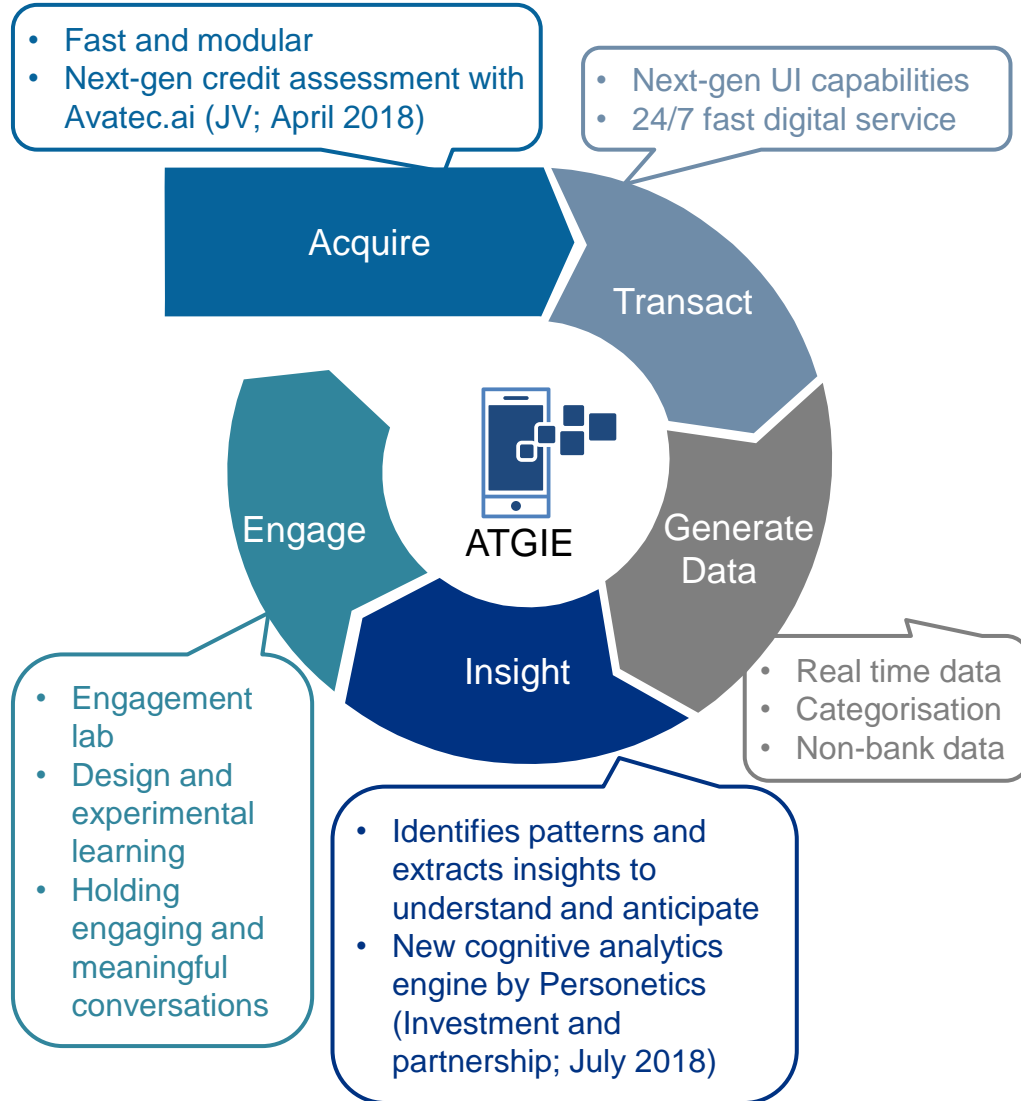 • Fast and modular
• Next-gen credit assessment with
Avatec.ai (JV; April 2018)
• Next-gen UI capabilities
• 24/7 fast digital service
Acquire
Transact
Generate
Data
Insight
Engage
ATGIE
• Real time data
• Categorisation
• Non-bank data
• Identifies patterns and
extracts insights to
understand and anticipate
• New cognitive analytics
engine by Personetics
(Investment and
partnership; July 2018)
• Engagement
lab
• Design and
experimental
learning
• Holding
engaging and
meaningful
conversations